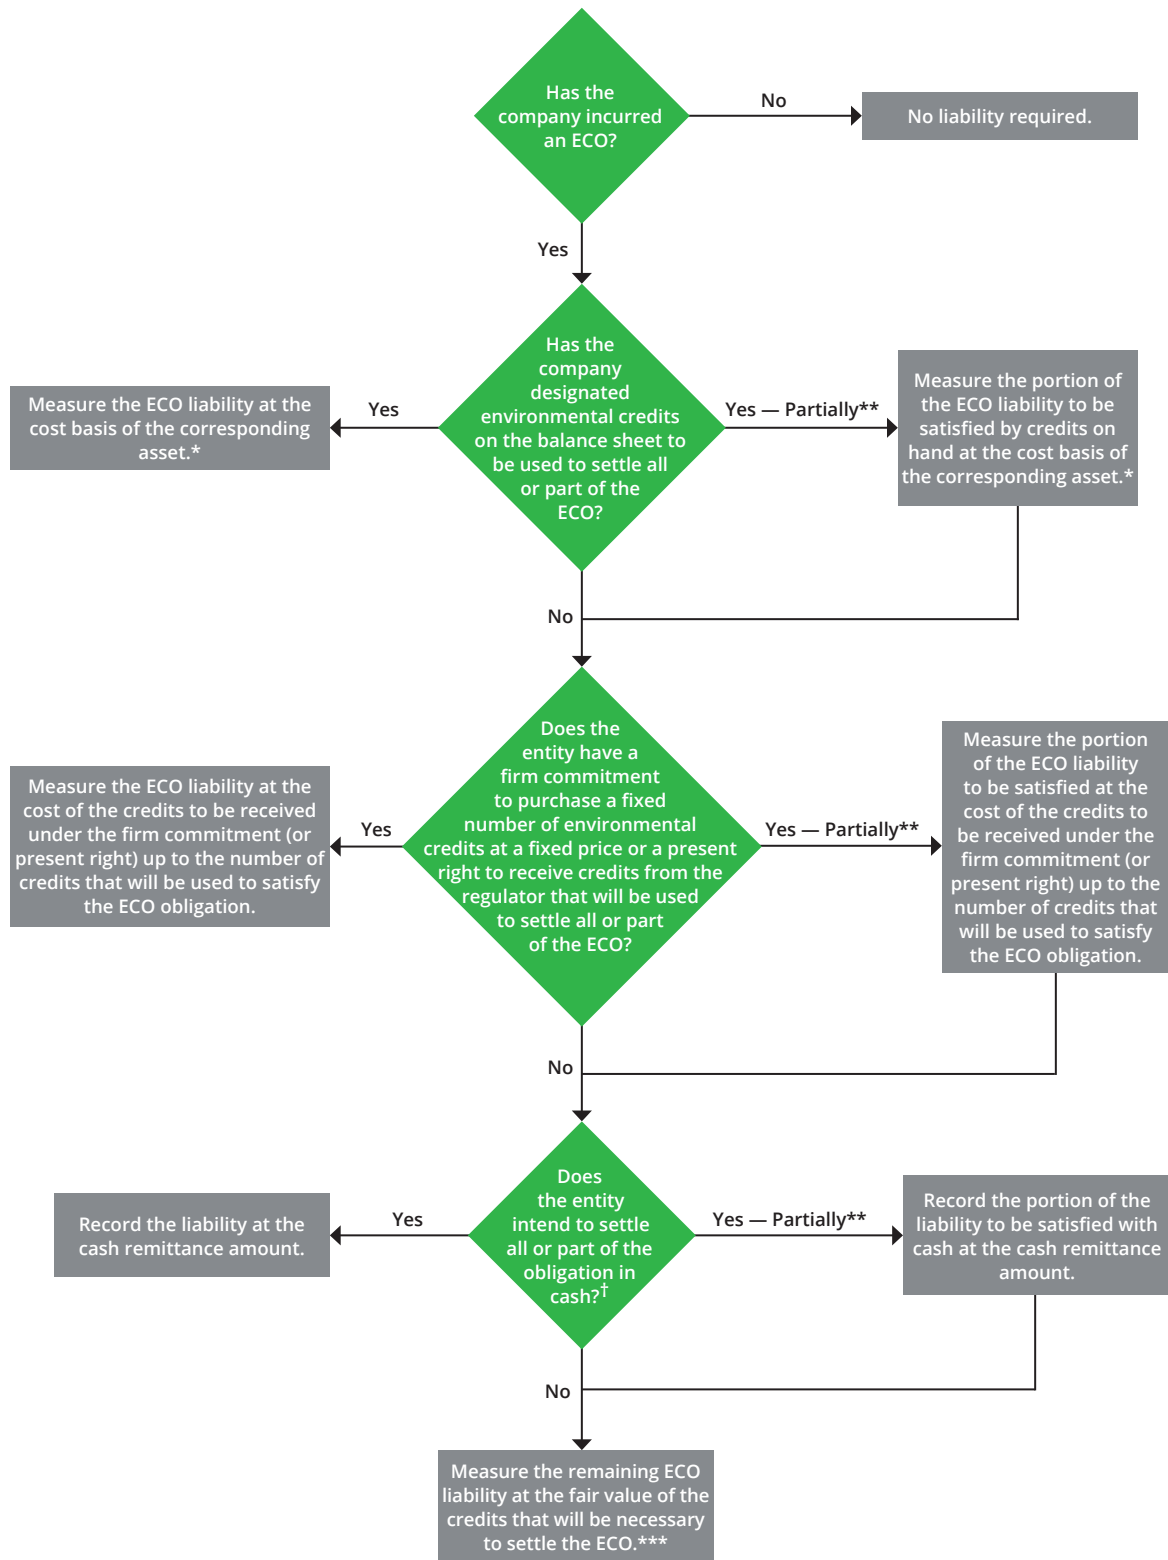 Has the
company incurred
an ECO?
No
No liability required.
Yes
Has the
company
designated
environmental credits
on the balance sheet to
be used to settle all
or part of the
ECO?
Yes
Measure the ECO liability at the
cost basis of the corresponding
asset.*
Yes — Partially**
Measure the portion of
the ECO liability to be
satisfied by credits on
hand at the cost basis of
the corresponding asset.*
No
Does the
entity have a
firm commitment
to purchase a fixed
number of environmental
credits at a fixed price or a present
right to receive credits from the
regulator that will be used
to settle all or part
of the ECO?
Yes
Measure the ECO liability at the
cost of the credits to be received
under the firm commitment (or
present right) up to the number of
credits that will be used to satisfy
the ECO obligation.
Yes — Partially**
Measure the portion
of the ECO liability
to be satisfied at the
cost of the credits to
be received under the
firm commitment (or
present right) up to the
number of credits that
will be used to satisfy
the ECO obligation.
No
Does
the entity
intend to settle
all or part of the
obligation in
cash?†
Yes
Record the liability at the
cash remittance amount.
Yes — Partially**
Record the portion of the
liability to be satisfied with
cash at the cash remittance
amount.
No
Measure the remaining ECO
liability at the fair value of the
credits that will be necessary
to settle the ECO.***